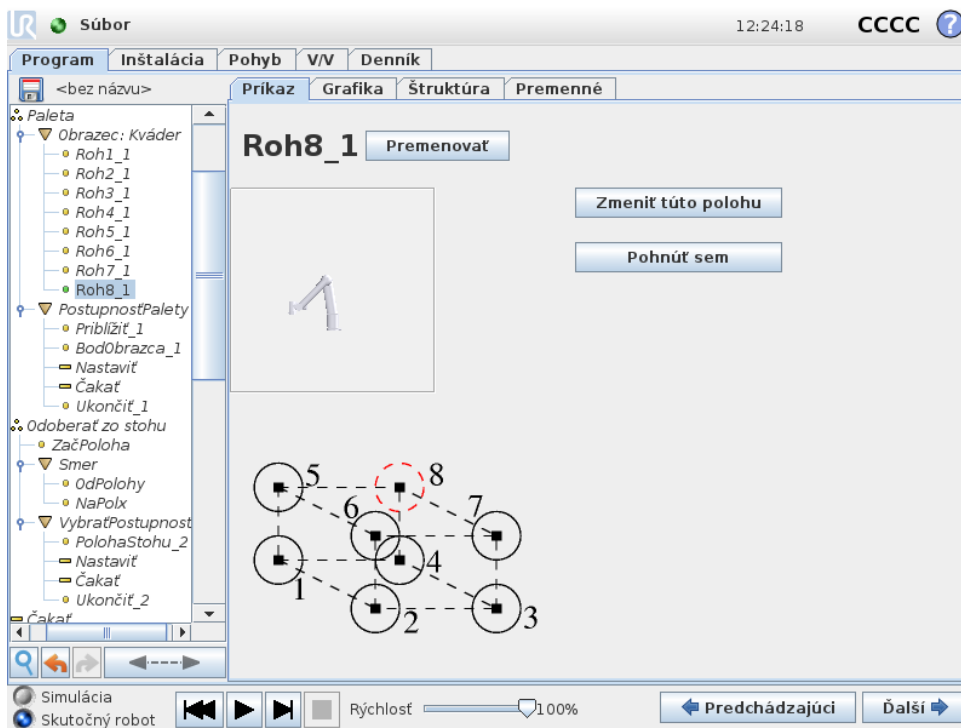 UR Súbor 12:24:18 CCCC ?
Program Inštalácia Pohyb V/V Denník
<bez názvu> Príkaz Grafika Štruktúra Premenné
Paleta
Obrazec: Kváder
Roh1_1
Roh2_1
Roh3_1
Roh4_1
Roh5_1
Roh6_1
Roh7_1
Roh8_1
PostupnosťPalety
Priblížiť_1
BodObrazca_1
Nastaviť
Čakať
Ukončiť_1
Odoberať zo stohu
ZačPoloha
Smer
OdPolohy
NaPolx
VybraťPostupnost
PolohaStohu_2
Nastaviť
Čakať
Ukončiť_2
Čakať
Roh8_1 Premenovať
Zmeniť túto polohu
Pohnúť sem
5 8
6 7
1 4
2 3
Simulácia
Skutočný robot
Rýchlosť 100%
Predchádzajúci Ďalší